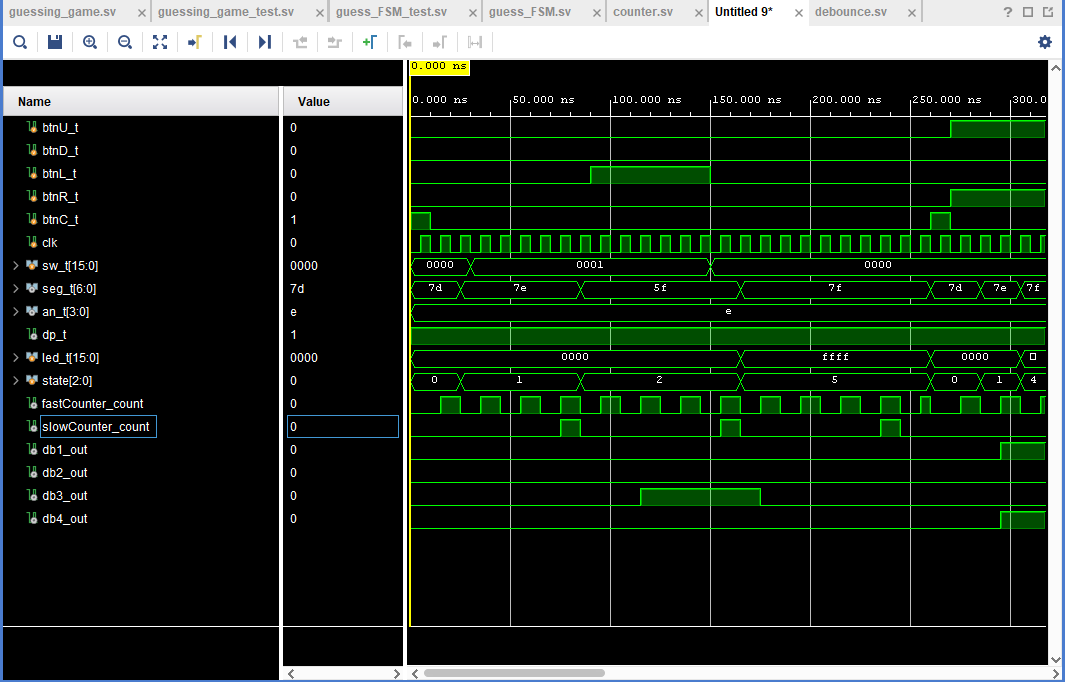 guessing_game.sv × guessing_game_test.sv × guess_FSM_test.sv × guess_FSM.sv × counter.sv × Untitled 9* × debounce.sv × ?
0.000 ns
Name Value 0.000 ns 50.000 ns 100.000 ns 150.000 ns 200.000 ns 250.000 ns 300.0
btnU_t 0
btnD_t 0
btnL_t 0
btnR_t 0
btnC_t 1
clk 0
sw_t[15:0] 0000 0000 0001 0000
seg_t[6:0] 7d 7d 7e 5f 7f 7d 7e 7f
an_t[3:0] e e
dp_t 1
led_t[15:0] 0000 0000 ffff 0000
state[2:0] 0 0 1 2 5 0 1 4
fastCounter_count 0
slowCounter_count 0
db1_out 0
db2_out 0
db3_out 0
db4_out 0